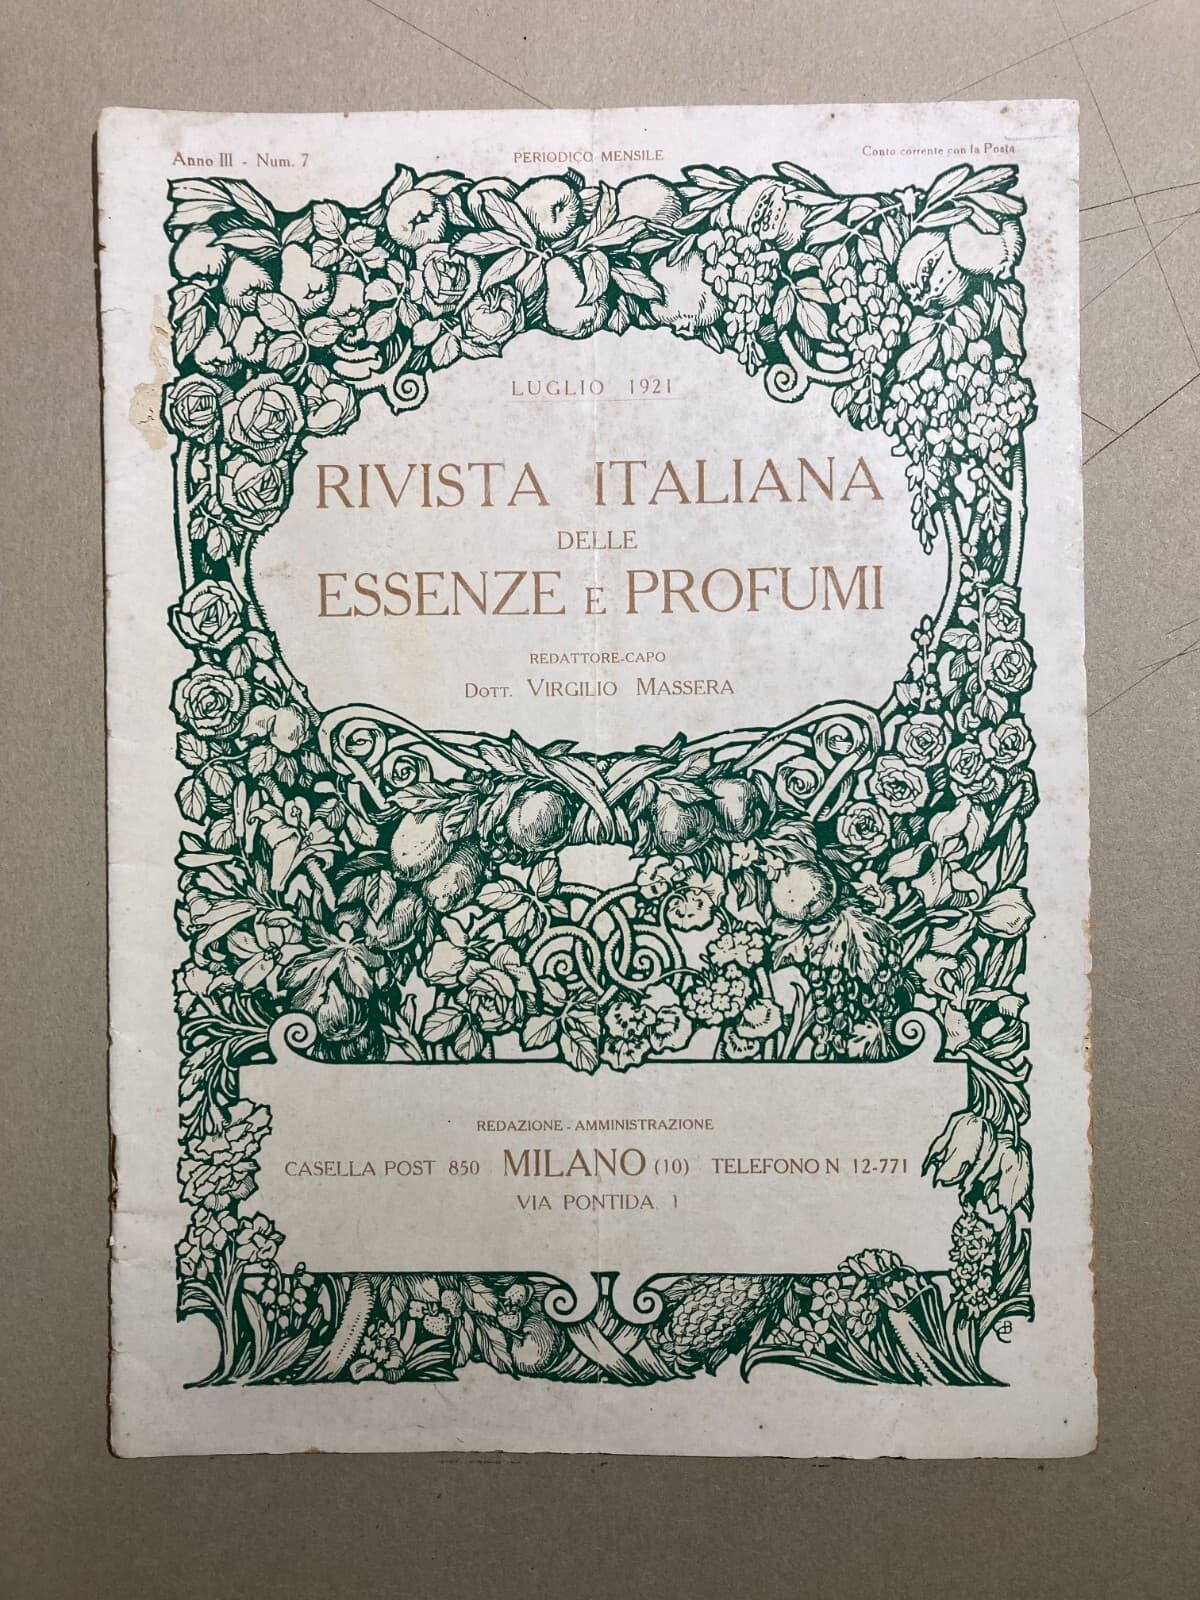 Anno III - Num. 7
PERIODICO MENSILE
Conto corrente con la Posta
LUGLIO 1921
RIVISTA ITALIANA
DELLE
ESSENZE E PROFUMI
REDATTORE-CAPO
DOTT. VIRGILIO MASSERA
REDAZIONE - AMMINISTRAZIONE
CASELLA POST 850 MILANO (10) TELEFONO N 12-771
VIA PONTIDA 1